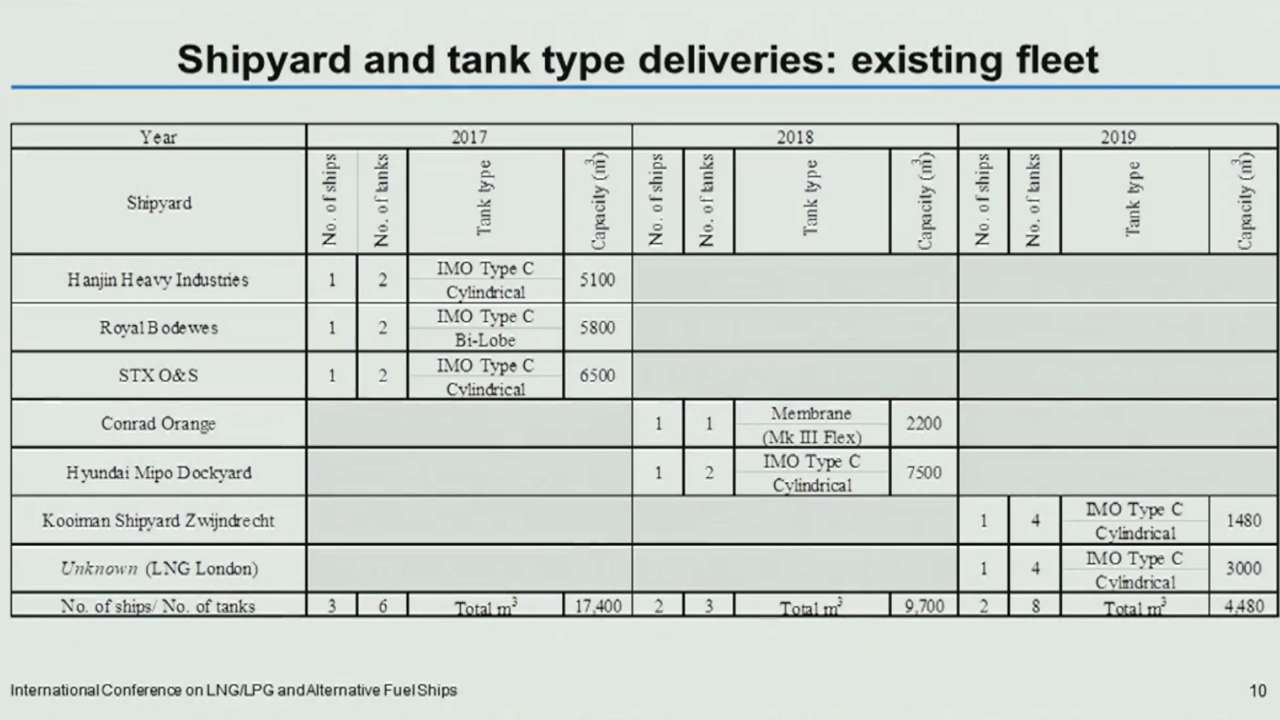 Shipyard and tank type deliveries: existing fleet
Year 2017 2018 2019
Shipyard No. of ships No. of tanks Tank type Capacity (m³) No. of ships No. of tanks Tank type Capacity (m³) No. of ships No. of tanks Tank type Capacity (m³)
Hanjin Heavy Industries 1 2 IMO Type C Cylindrical 5100
Royal Bodewes 1 2 IMO Type C Bi-Lobe 5800
STX O&S 1 2 IMO Type C Cylindrical 6500
Conrad Orange 1 1 Membrane (Mk III Flex) 2200
Hyundai Mipo Dockyard 1 2 IMO Type C Cylindrical 7500
Kooiman Shipyard Zwijndrecht 1 4 IMO Type C Cylindrical 1480
Unknown (LNG London) 1 4 IMO Type C Cylindrical 3000
No. of ships/ No. of tanks 3 6 Total m³ 17,400 2 3 Total m³ 9,700 2 8 Total m³ 4,480
International Conference on LNG/LPG and Alternative Fuel Ships
10